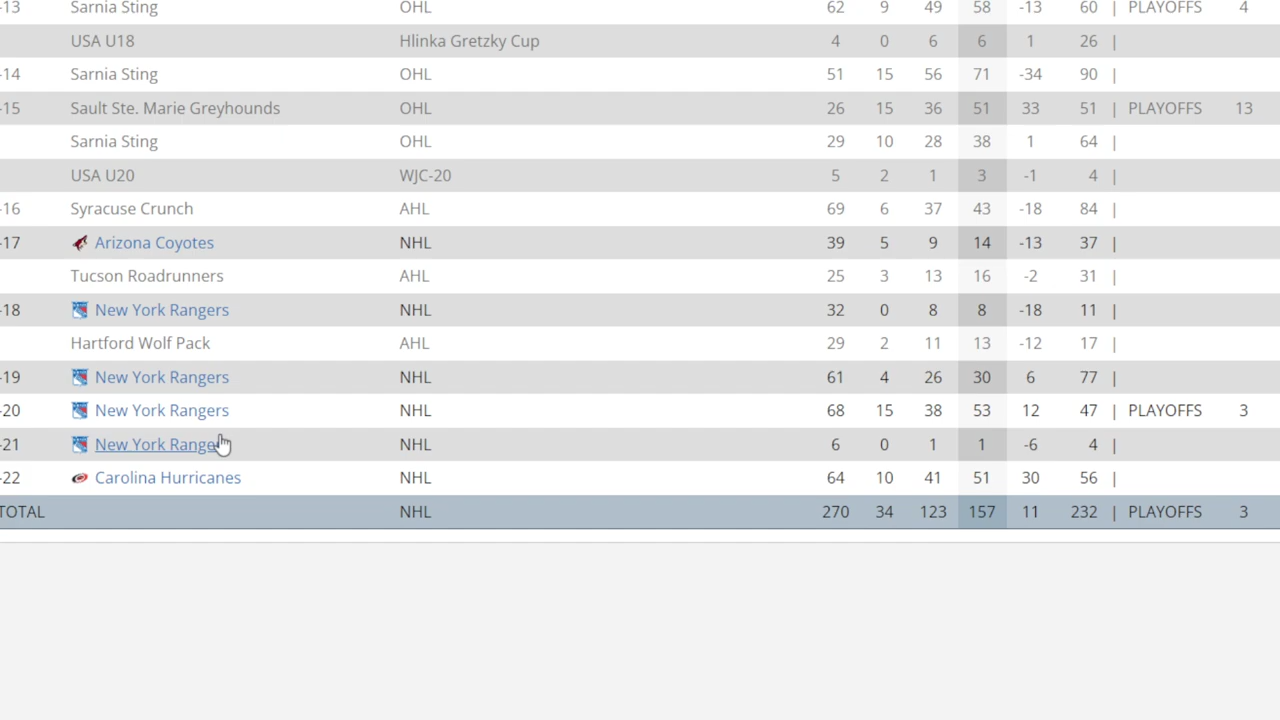 -13 Sarnia Sting OHL 62 9 49 58 -13 60 | PLAYOFFS 4
USA U18 Hlinka Gretzky Cup 4 0 6 6 1 26 |
-14 Sarnia Sting OHL 51 15 56 71 -34 90 |
-15 Sault Ste. Marie Greyhounds OHL 26 15 36 51 33 51 | PLAYOFFS 13
Sarnia Sting OHL 29 10 28 38 1 64 |
USA U20 WJC-20 5 2 1 3 -1 4 |
-16 Syracuse Crunch AHL 69 6 37 43 -18 84 |
-17 Arizona Coyotes NHL 39 5 9 14 -13 37 |
Tucson Roadrunners AHL 25 3 13 16 -2 31 |
-18 New York Rangers NHL 32 0 8 8 -18 11 |
Hartford Wolf Pack AHL 29 2 11 13 -12 17 |
-19 New York Rangers NHL 61 4 26 30 6 77 |
-20 New York Rangers NHL 68 15 38 53 12 47 | PLAYOFFS 3
-21 New York Range NHL 6 0 1 1 -6 4 |
-22 Carolina Hurricanes NHL 64 10 41 51 30 56 |
TOTAL NHL 270 34 123 157 11 232 | PLAYOFFS 3